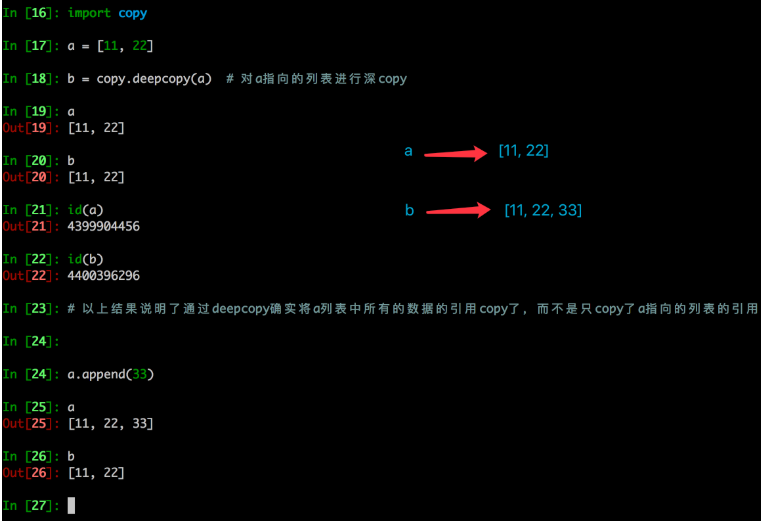 In [16]: import copy
In [17]: a = [11, 22]
In [18]: b = copy.deepcopy(a)  # 对a指向的列表进行深copy
In [19]: a
Out[19]: [11, 22]
In [20]: b
Out[20]: [11, 22]
In [21]: id(a)
Out[21]: 4399904456
In [22]: id(b)
Out[22]: 4400396296
In [23]: # 以上结果说明了通过deepcopy确实将a列表中所有的数据的引用copy了，而不是只copy了a指向的列表的引用
In [24]:
In [24]: a.append(33)
In [25]: a
Out[25]: [11, 22, 33]
In [26]: b
Out[26]: [11, 22]
In [27]:
a [11, 22]
b [11, 22, 33]